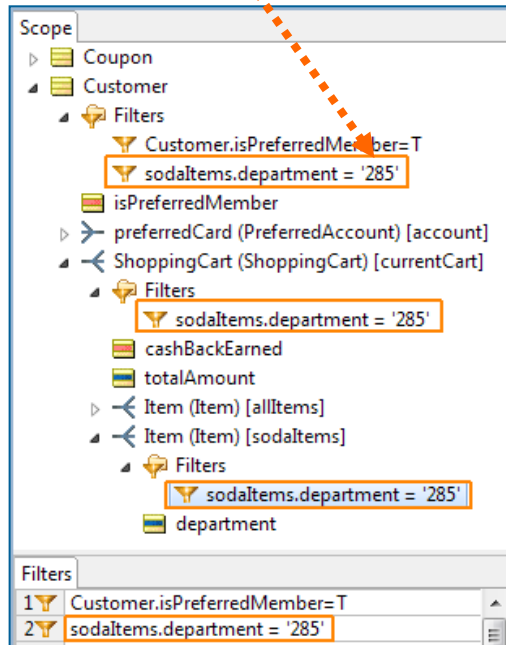 Scope
Coupon
Customer
Filters
Customer.isPreferredMember=T
sodaItems.department = '285'
isPreferredMember
preferredCard (PreferredAccount) [account]
ShoppingCart (ShoppingCart) [currentCart]
Filters
sodaItems.department = '285'
cashBackEarned
totalAmount
Item (Item) [allItems]
Item (Item) [sodaItems]
Filters
sodaItems.department = '285'
department
Filters
1 Customer.isPreferredMember=T
2 sodaItems.department = '285'